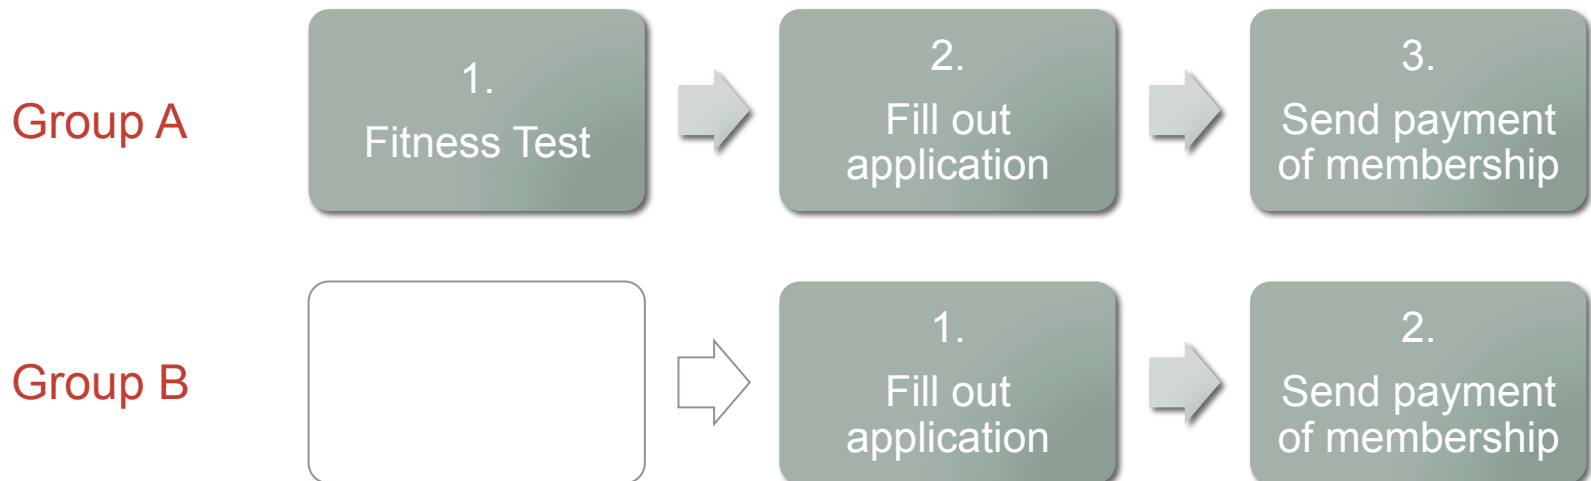 Group A
1.
Fitness Test
2.
Fill out
application
3.
Send payment
of membership
Group B
1.
Fill out
application
2.
Send payment
of membership